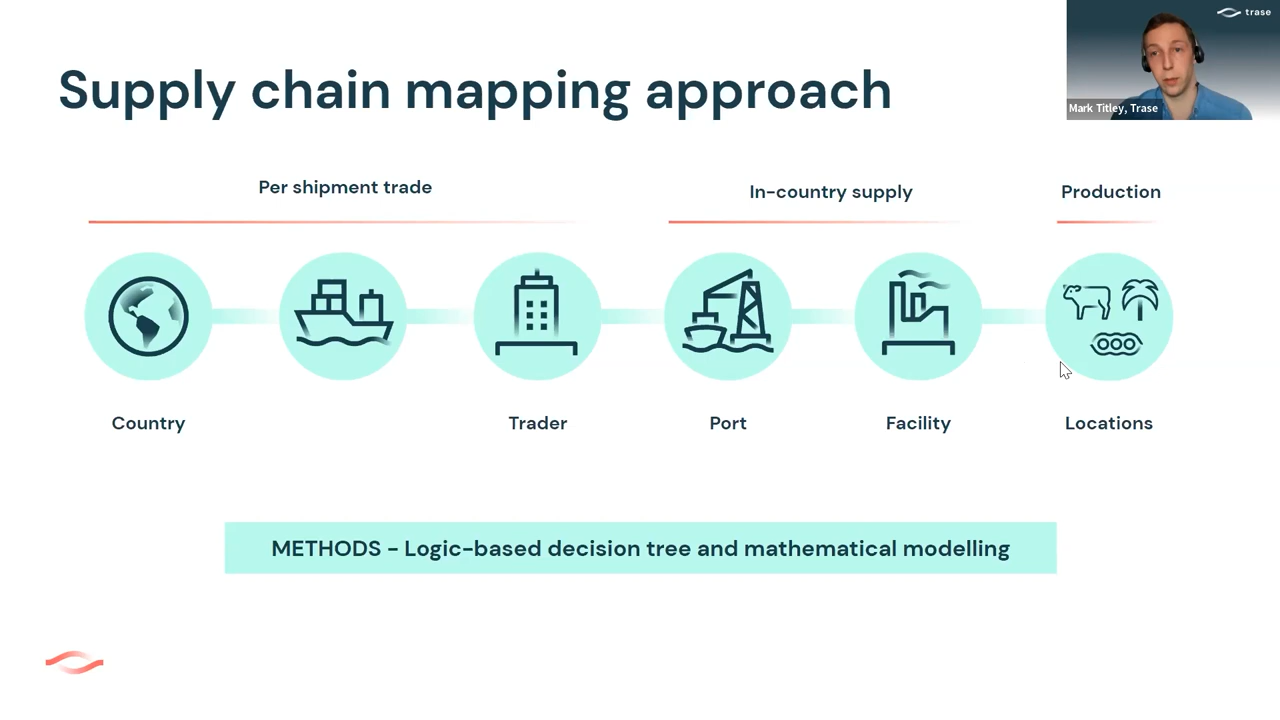 trase
Supply chain mapping approach
Mark Titley, Trase
Per shipment trade
In-country supply
Production
Country
Trader
Port
Facility
Locations
METHODS - Logic-based decision tree and mathematical modelling